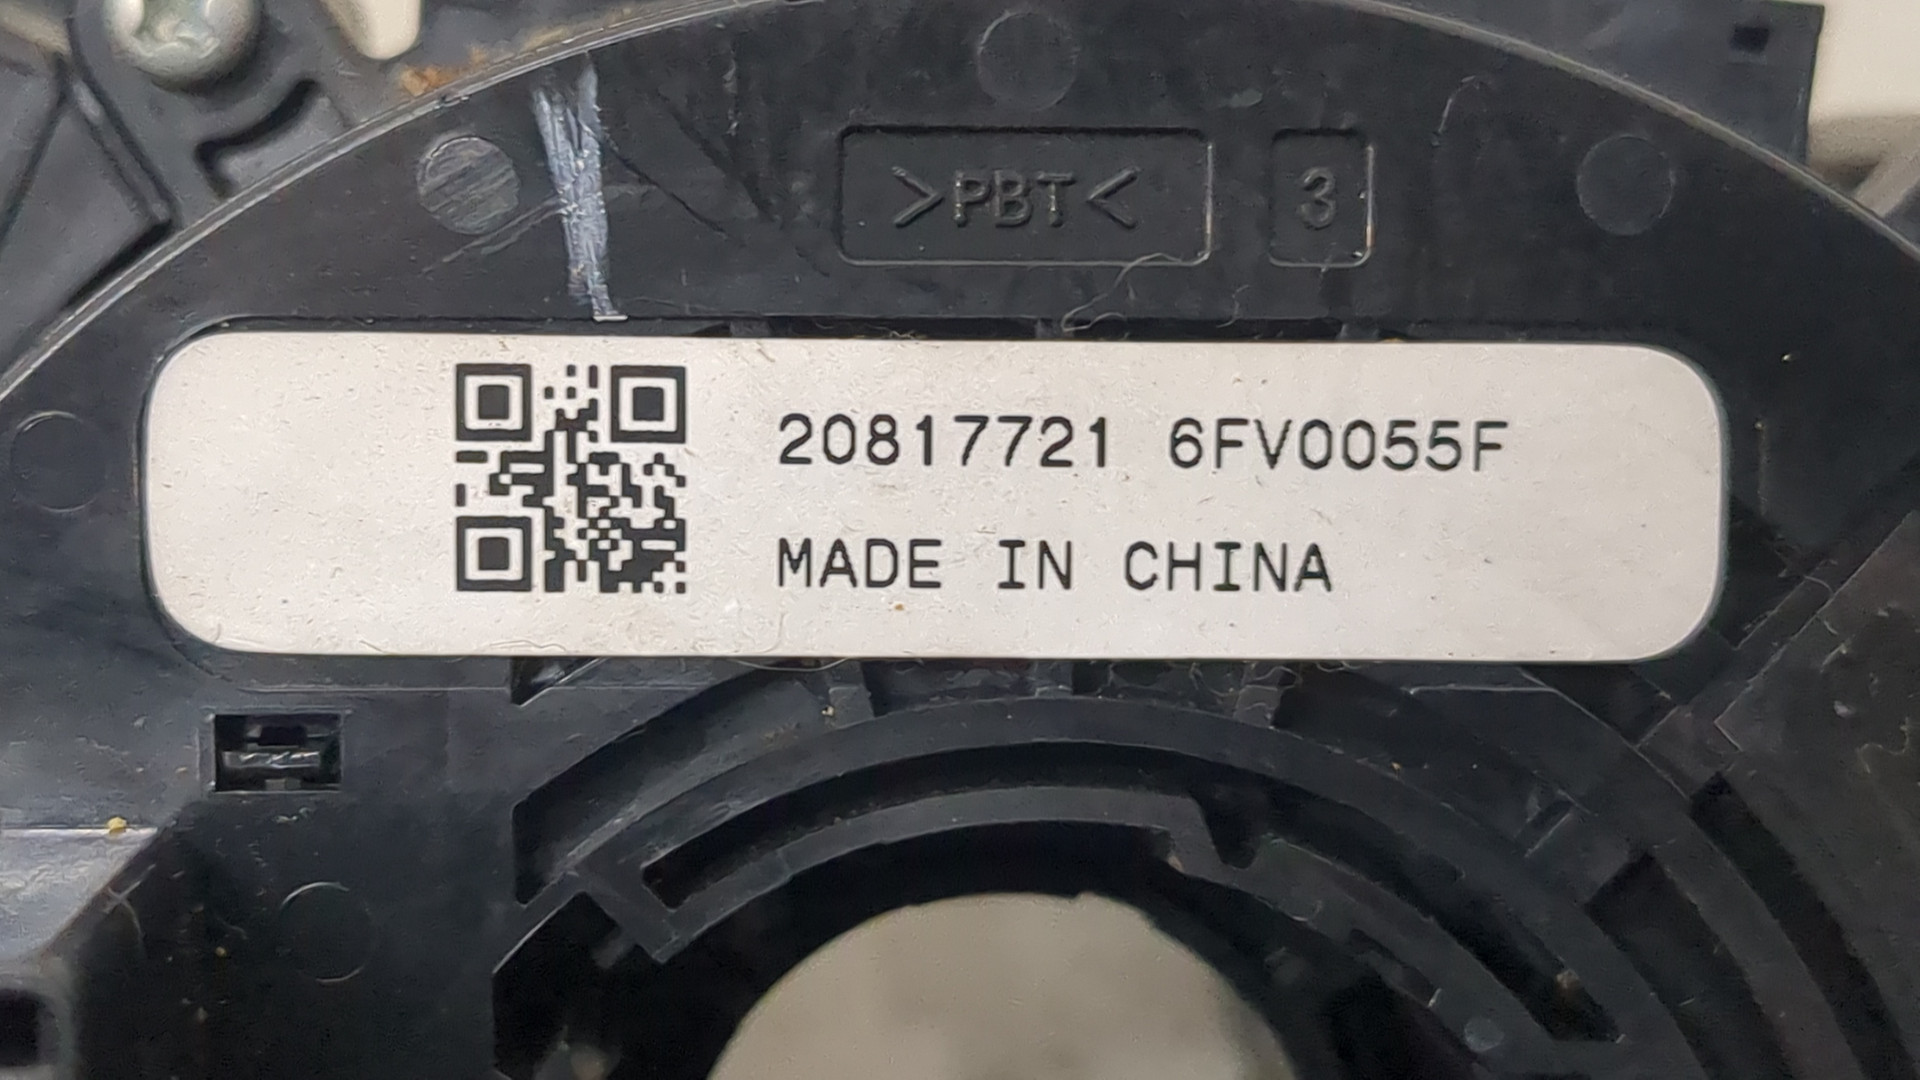 >PBT< 3
20817721 6FV0055F
MADE IN CHINA